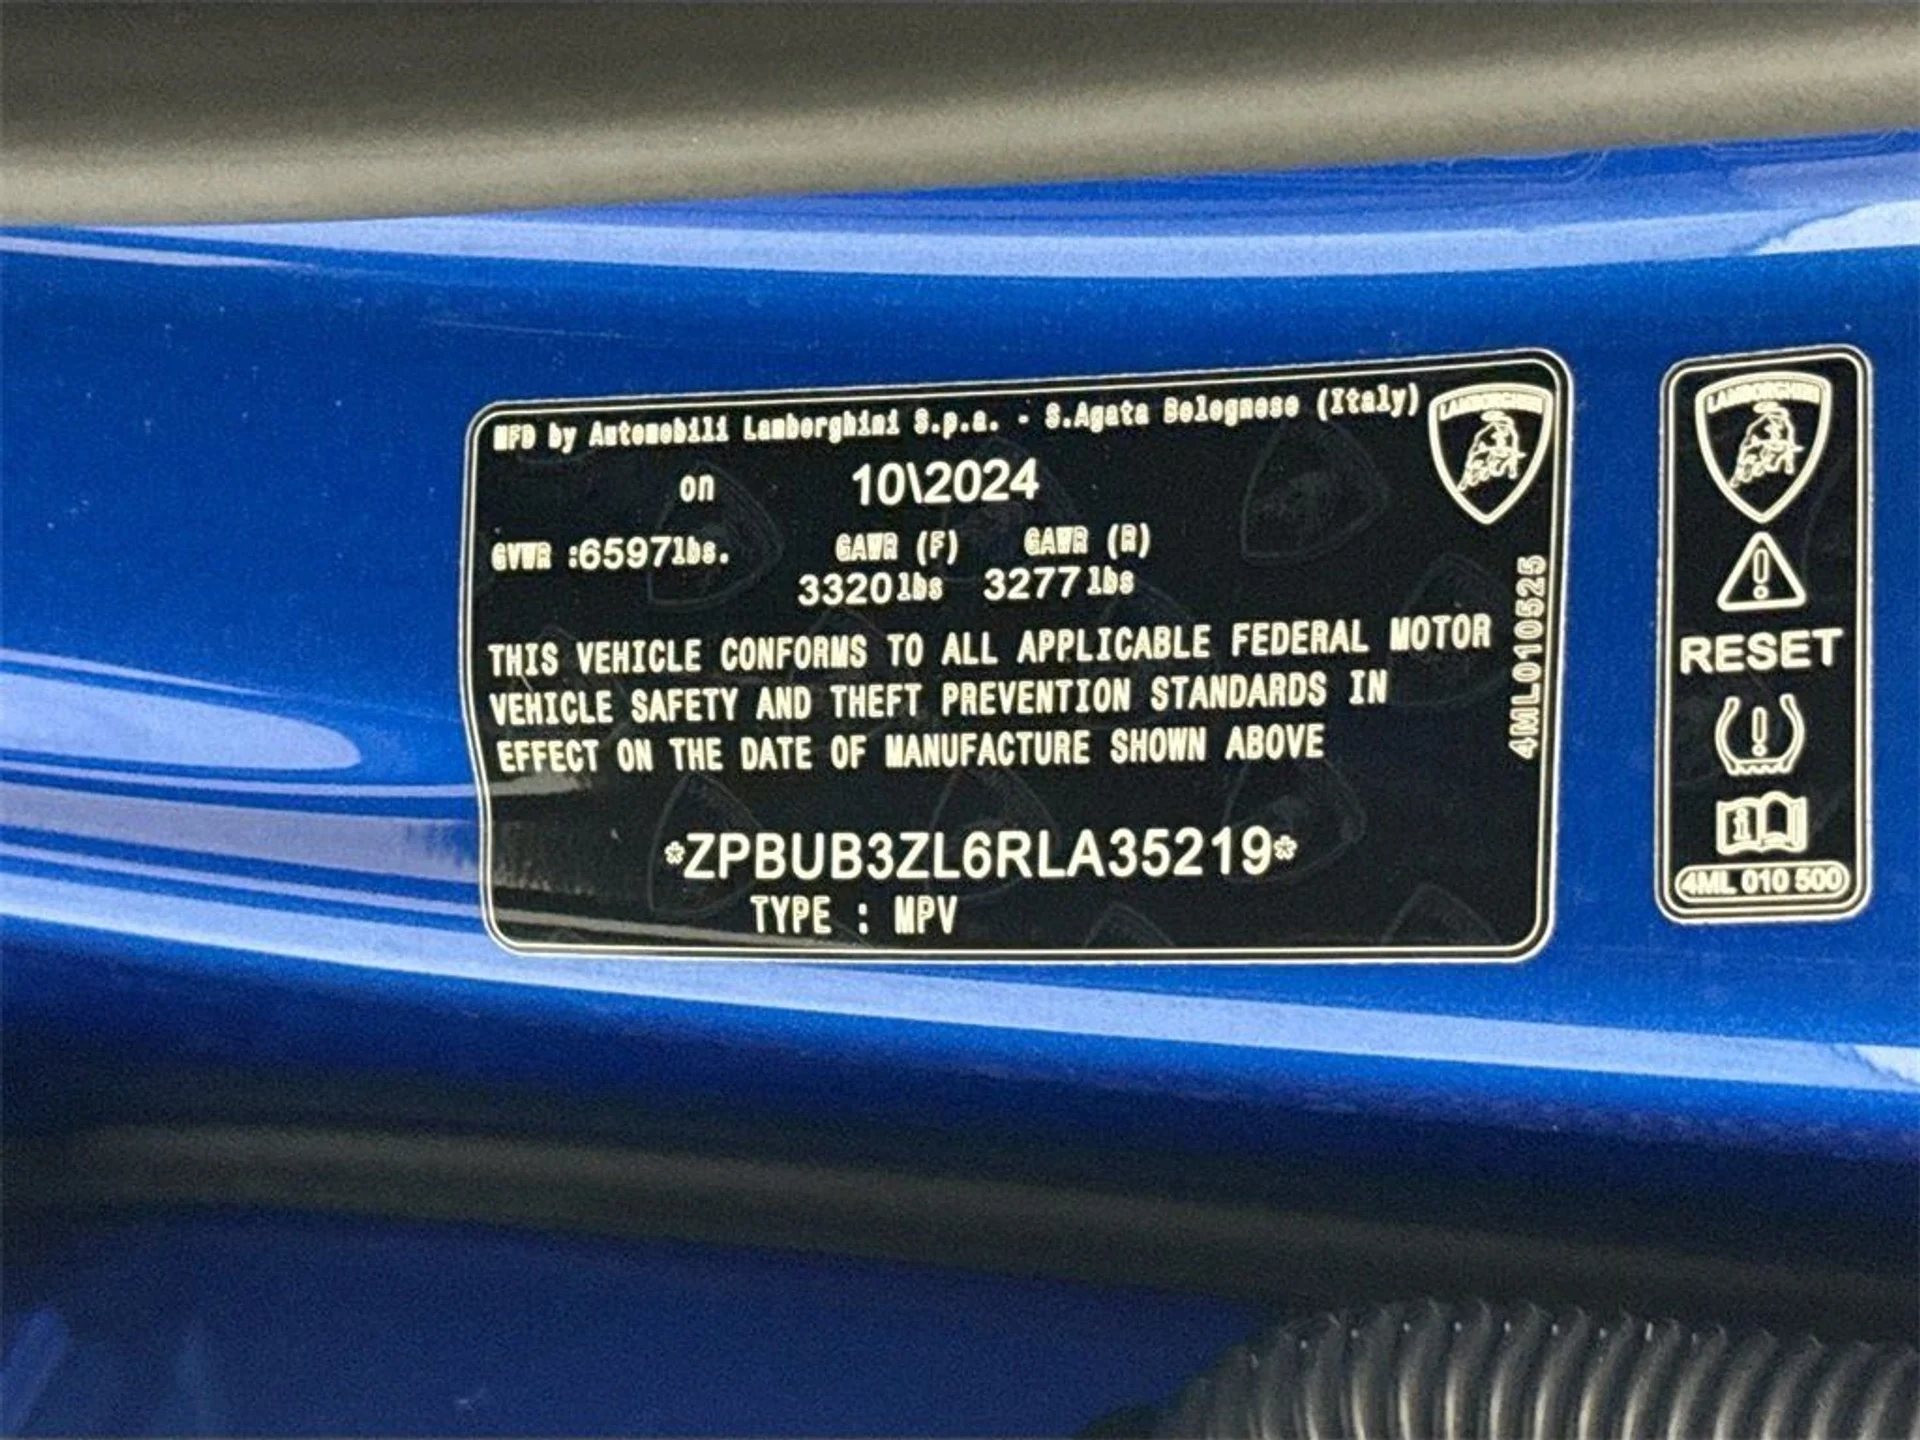 MFD by Automobili Lamborghini S.p.a. - S.Agata Bolognese (Italy)
on 10\2024
GVWR :6597lbs. GAWR (F) GAWR (R)
3320lbs 3277lbs
THIS VEHICLE CONFORMS TO ALL APPLICABLE FEDERAL MOTOR
VEHICLE SAFETY AND THEFT PREVENTION STANDARDS IN
EFFECT ON THE DATE OF MANUFACTURE SHOWN ABOVE
*ZPBUB3ZL6RLA35219*
TYPE : MPV
LAMBORGHINI
4ML010525
LAMBORGHINI
RESET
4ML 010 500